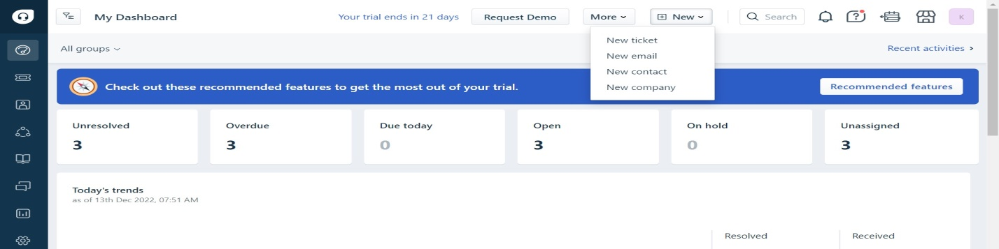 My Dashboard
Your trial ends in 21 days
Request Demo
More
New
Search
K
New ticket
New email
New contact
New company
All groups
Recent activities
Check out these recommended features to get the most out of your trial.
Recommended features
Unresolved
3
Overdue
3
Due today
0
Open
3
On hold
0
Unassigned
3
Today's trends
as of 13th Dec 2022, 07:51 AM
Resolved
Received